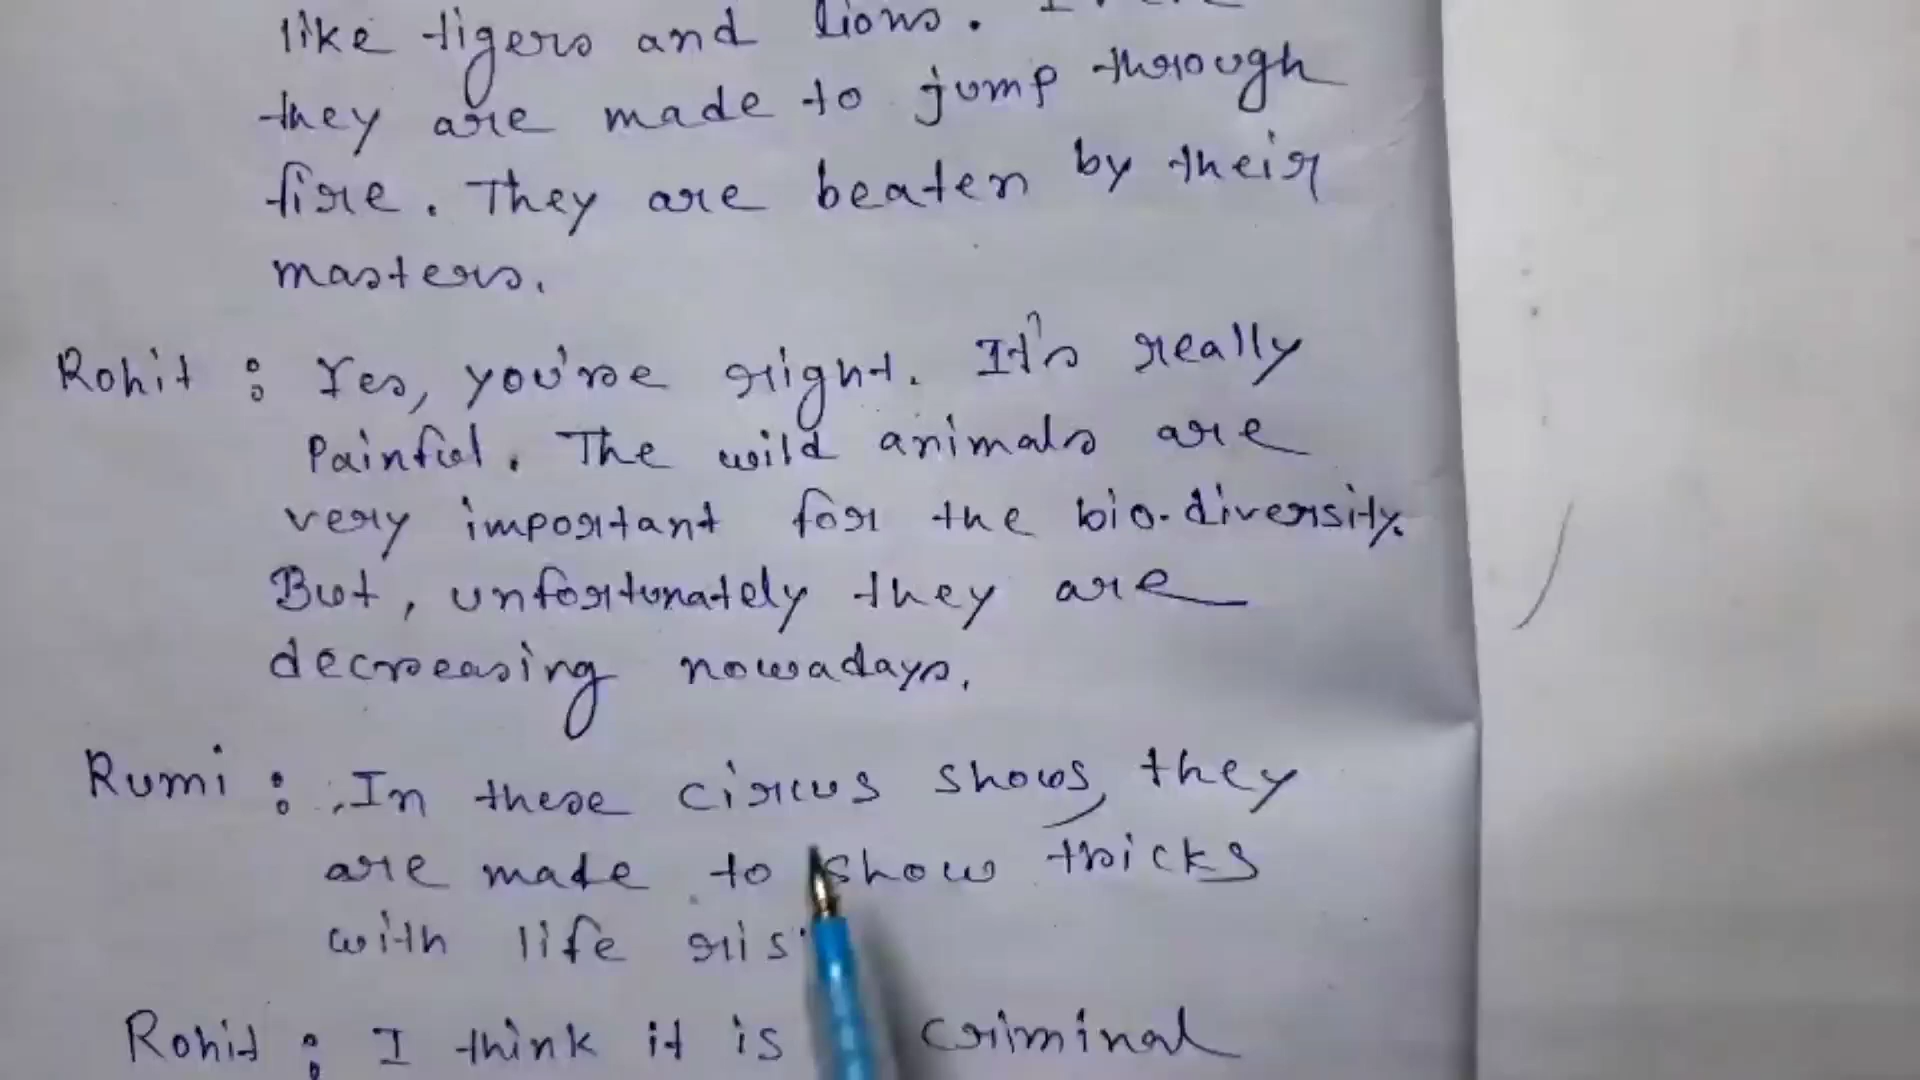 like tigers and lions.
they are made to jump through
fire. They are beaten by their
masters.
Rohit : Yes, you're right. It's really
Painful. The wild animals are
very important for the bio-diversity.
But, unfortunately they are
decreasing nowadays.
Rumi : In these circus shows, they
are made to show tricks
with life
Rohit : I think it is criminal